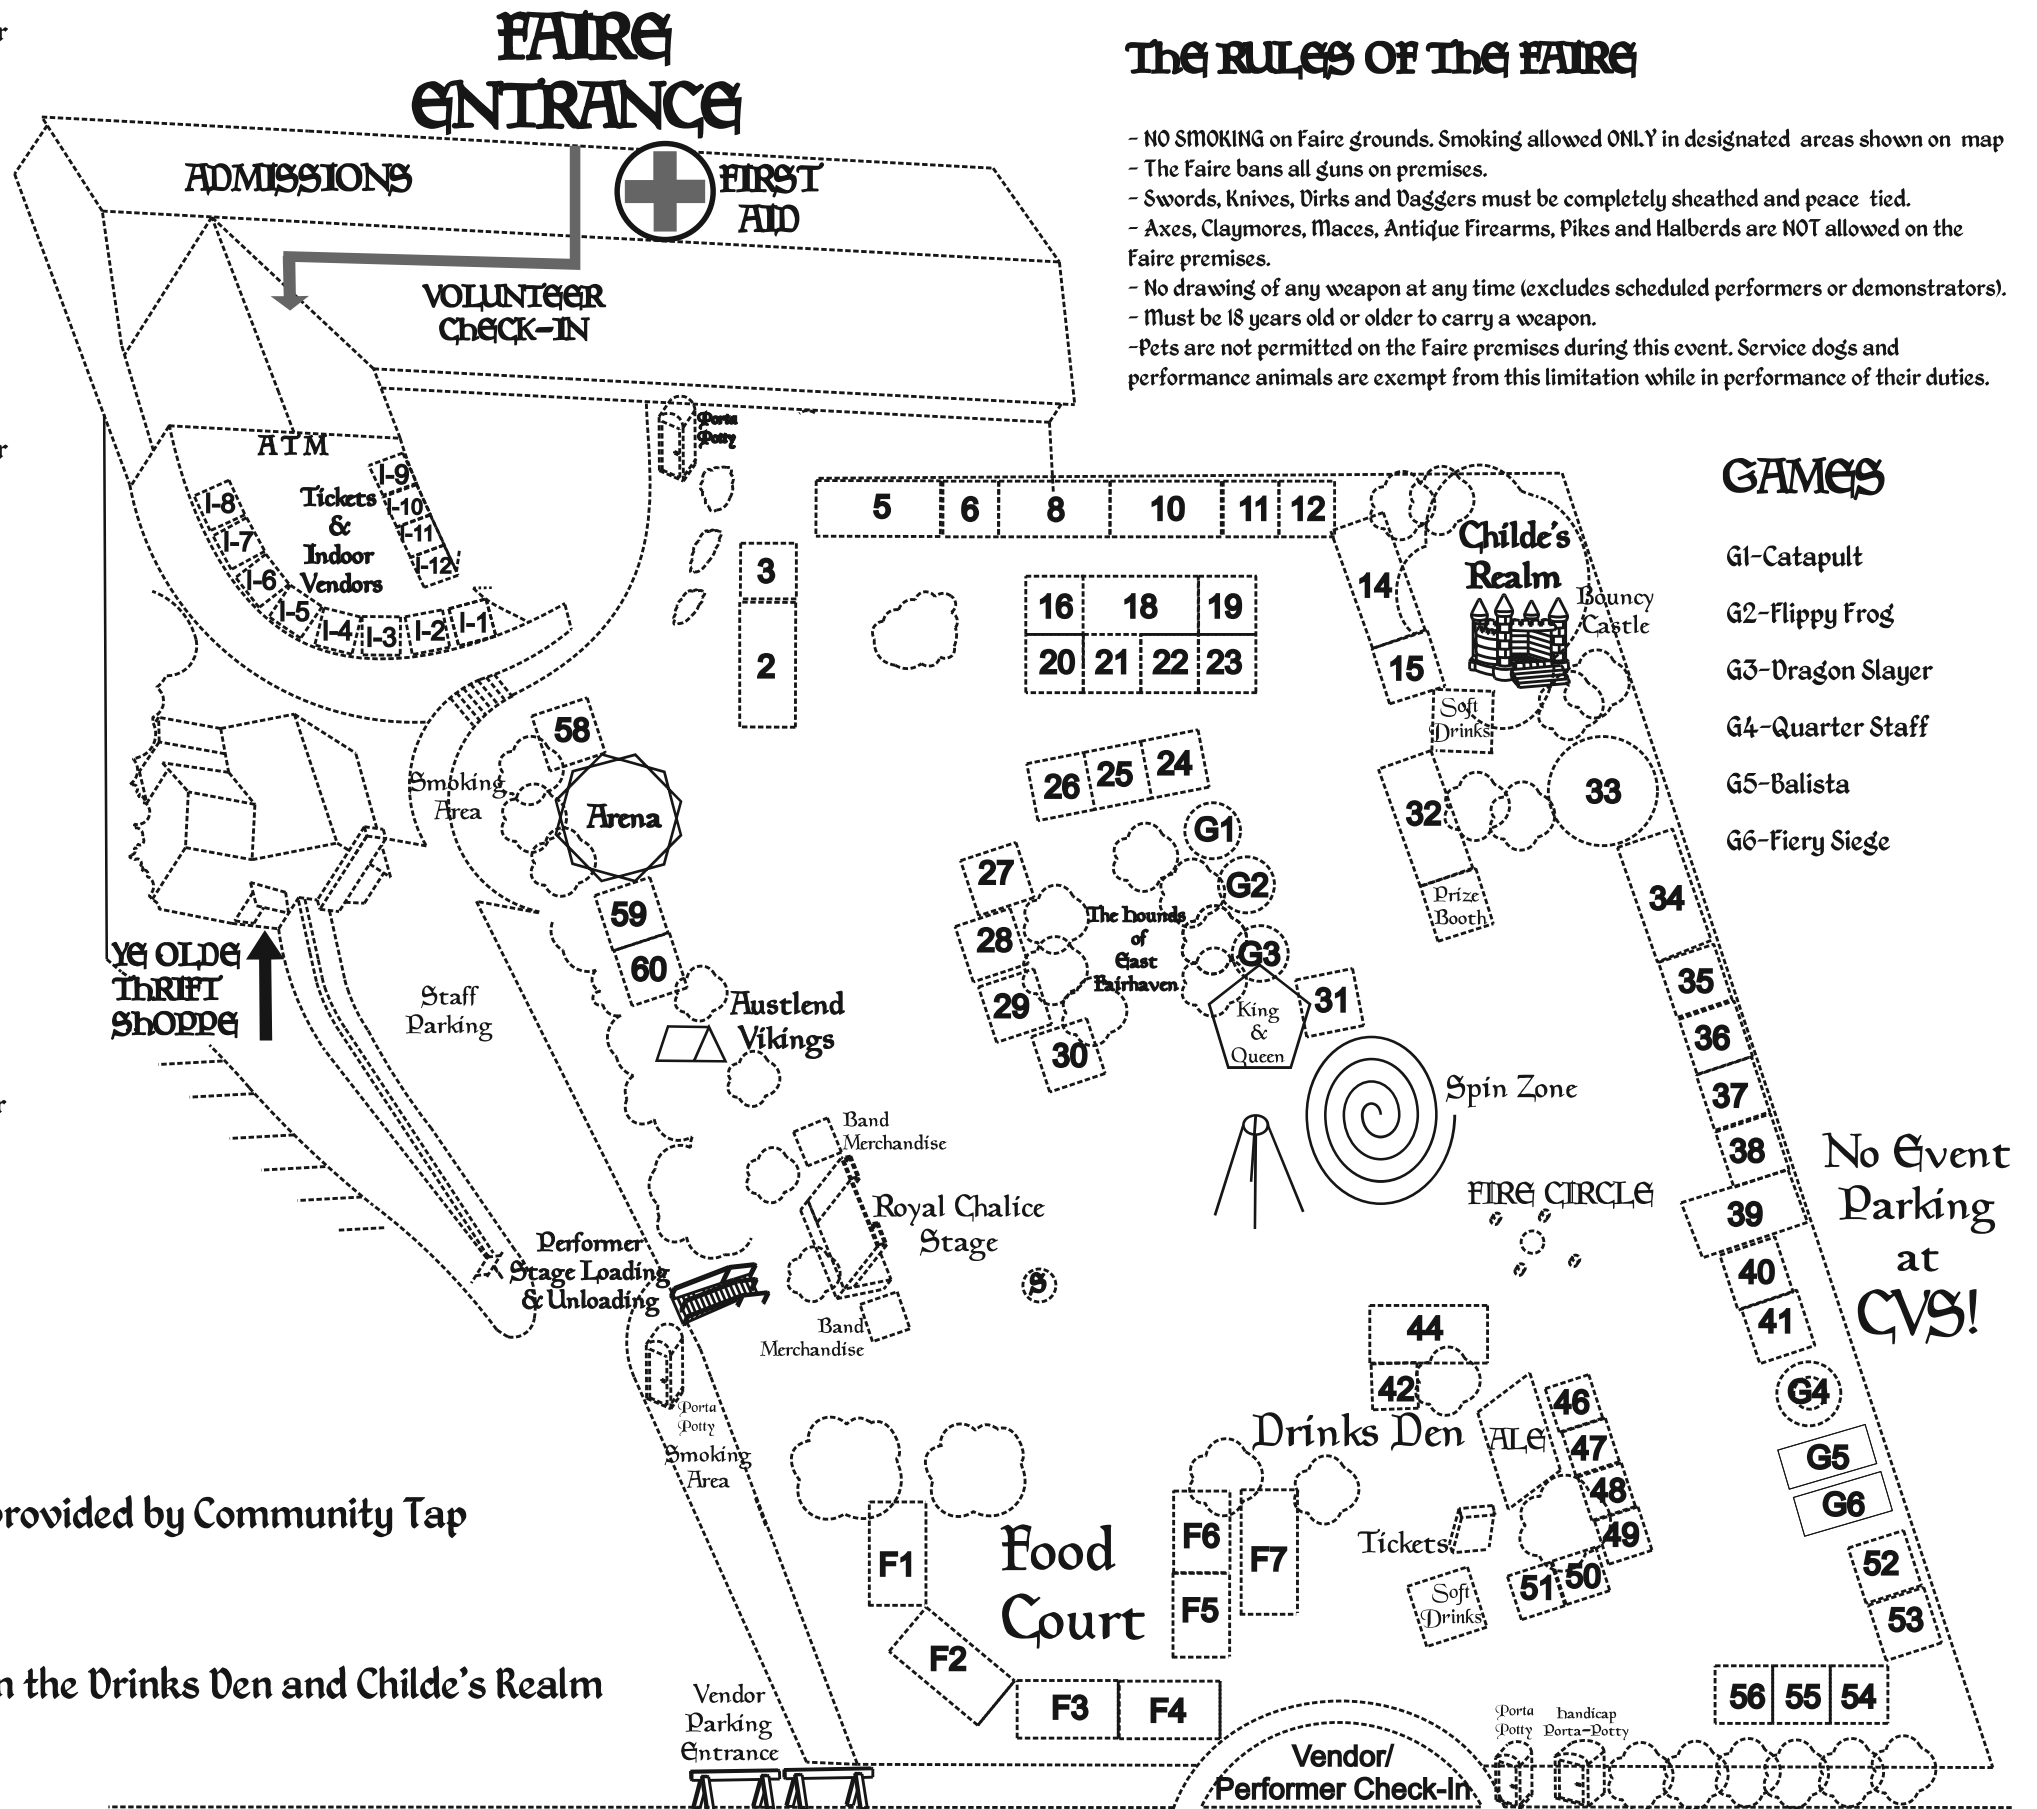 FAIRE
ENTRANCE
ADMISSIONS
FIRST
AID
VOLUNTEER
CHECK-IN
THE RULES OF THE FAIRE
- NO SMOKING on Faire grounds. Smoking allowed ONLY in designated areas shown on map
- The Faire bans all guns on premises.
- Swords, Knives, Dirks and Daggers must be completely sheathed and peace tied.
- Axes, Claymores, Maces, Antique Firearms, Pikes and Halberds are NOT allowed on the
Faire premises.
- No drawing of any weapon at any time (excludes scheduled performers or demonstrators).
- Must be 18 years old or older to carry a weapon.
-Pets are not permitted on the Faire premises during this event. Service dogs and
performance animals are exempt from this limitation while in performance of their duties.
GAMES
G1-Catapult
G2-Flippy Frog
G3-Dragon Slayer
G4-Quarter Staff
G5-Balista
G6-Fiery Siege
Porta
Potty
ATM
Tickets
&
Indoor
Vendors
I-9
I-10
I-11
I-12
I-8
I-7
I-6
I-5
I-4
I-3
I-2
I-1
5
6
8
10
11
12
3
2
16
18
19
20
21
22
23
14
15
Childe's
Realm
Bouncy
Castle
Soft
Drinks
58
Smoking
Area
Arena
59
60
26
25
24
32
33
Prize
Booth
34
35
36
37
38
39
40
41
27
28
29
30
G1
G2
G3
The Hounds
of
East
Fairhaven
King
&
Queen
31
Spin Zone
FIRE CIRCLE
YE OLDE
THRIFT
SHOPPE
Staff
Parking
Austlend
Vikings
Band
Merchandise
Royal Chalice
Stage
S
Performer
Stage Loading
& Unloading
Band
Merchandise
Porta
Potty
Smoking
Area
No Event
Parking
at
CVS!
44
42
Drinks Den
ALE
46
47
48
49
50
51
Tickets
Soft
Drinks
G4
G5
G6
52
53
56
55
54
Food
Court
F1
F2
F3
F4
F5
F6
F7
provided by Community Tap
n the Drinks Den and Childe's Realm
Vendor
Parking
Entrance
Vendor/
Performer Check-In
Porta
Potty
Handicap
Porta-Potty